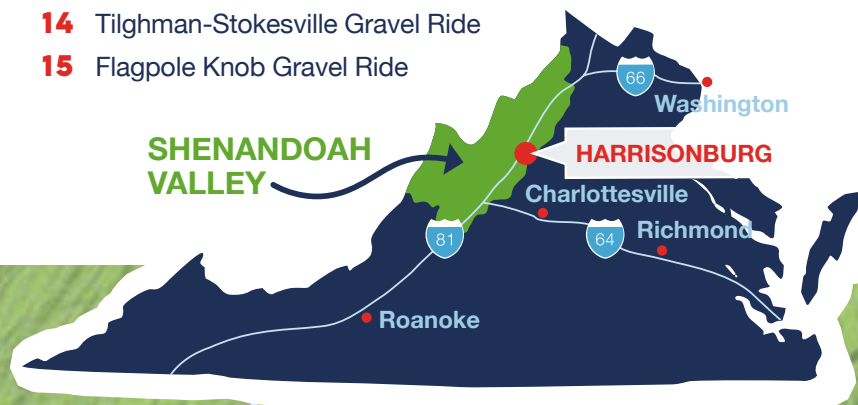 14 Tilghman-Stokesville Gravel Ride
15 Flagpole Knob Gravel Ride
66
Washington
SHENANDOAH
VALLEY
HARRISONBURG
Charlottesville
81
64
Richmond
Roanoke